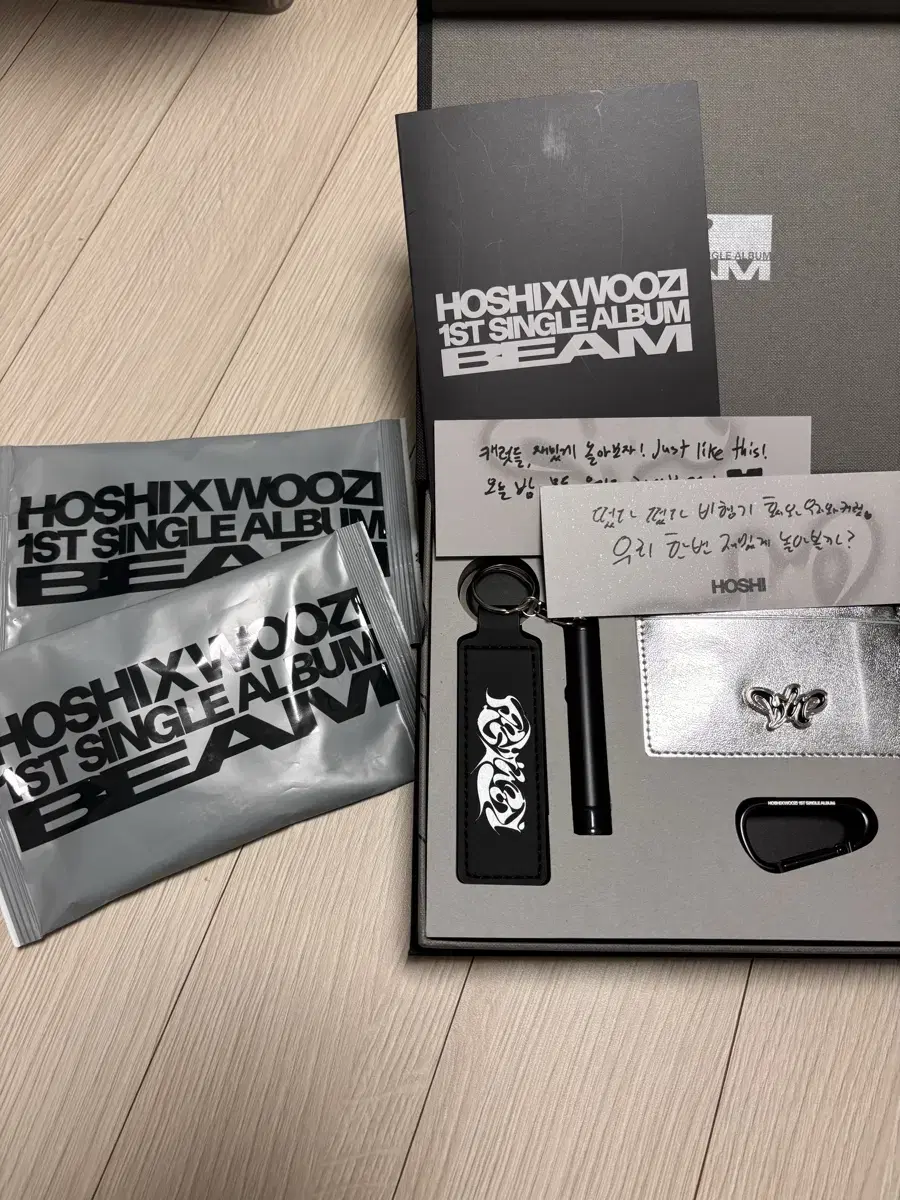 HOSHI X WOOZI
1ST SINGLE ALBUM
BEAM
SINGLE ALBUM
BEAM
캐럿들, 재밌게 놀아보자! Just like this!
오늘 밤
떴다 떴다 비행기
우리 한번 재밌게 놀아볼까?
HOSHI
HOSHI X WOOZI
1ST SINGLE ALBUM
BEAM
HOSHI X WOOZI
1ST SINGLE ALBUM
BEAM
HOSHI X WOOZI 1ST SINGLE ALBUM